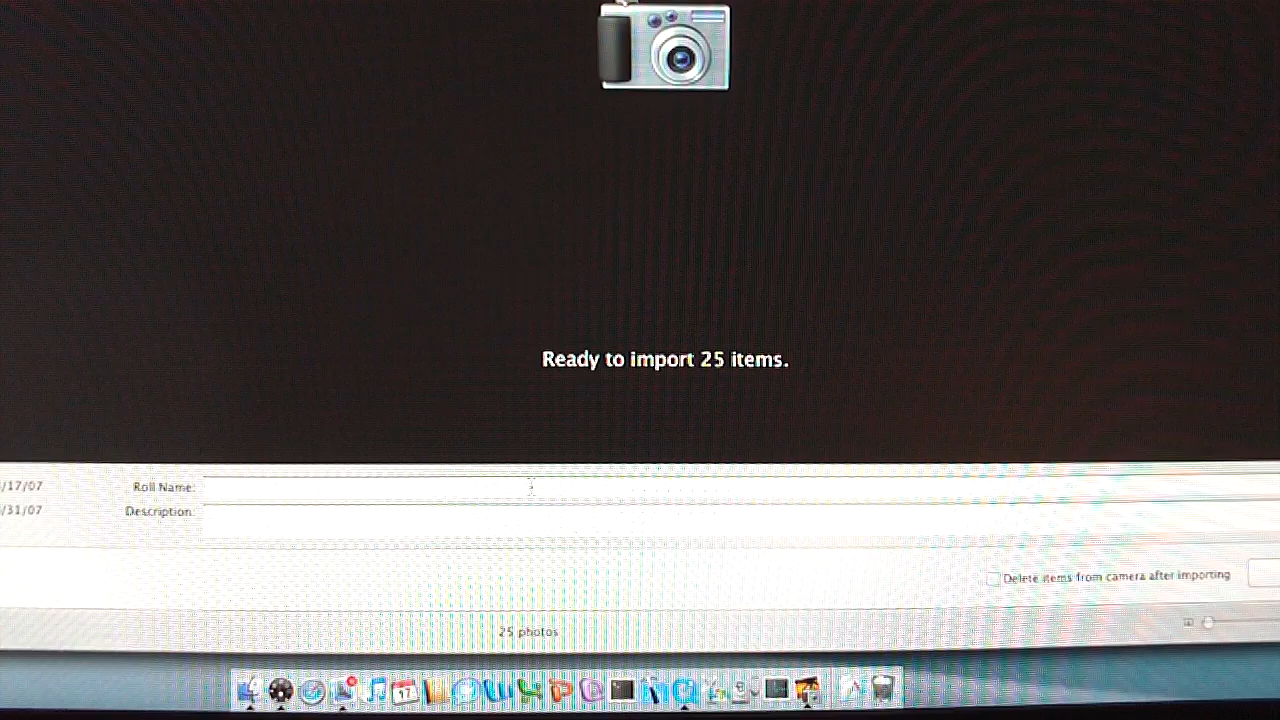 Ready to import 25 items.
/17/07
Roll Name:
/31/07
Description:
Delete items from camera after importing
25 photos
17